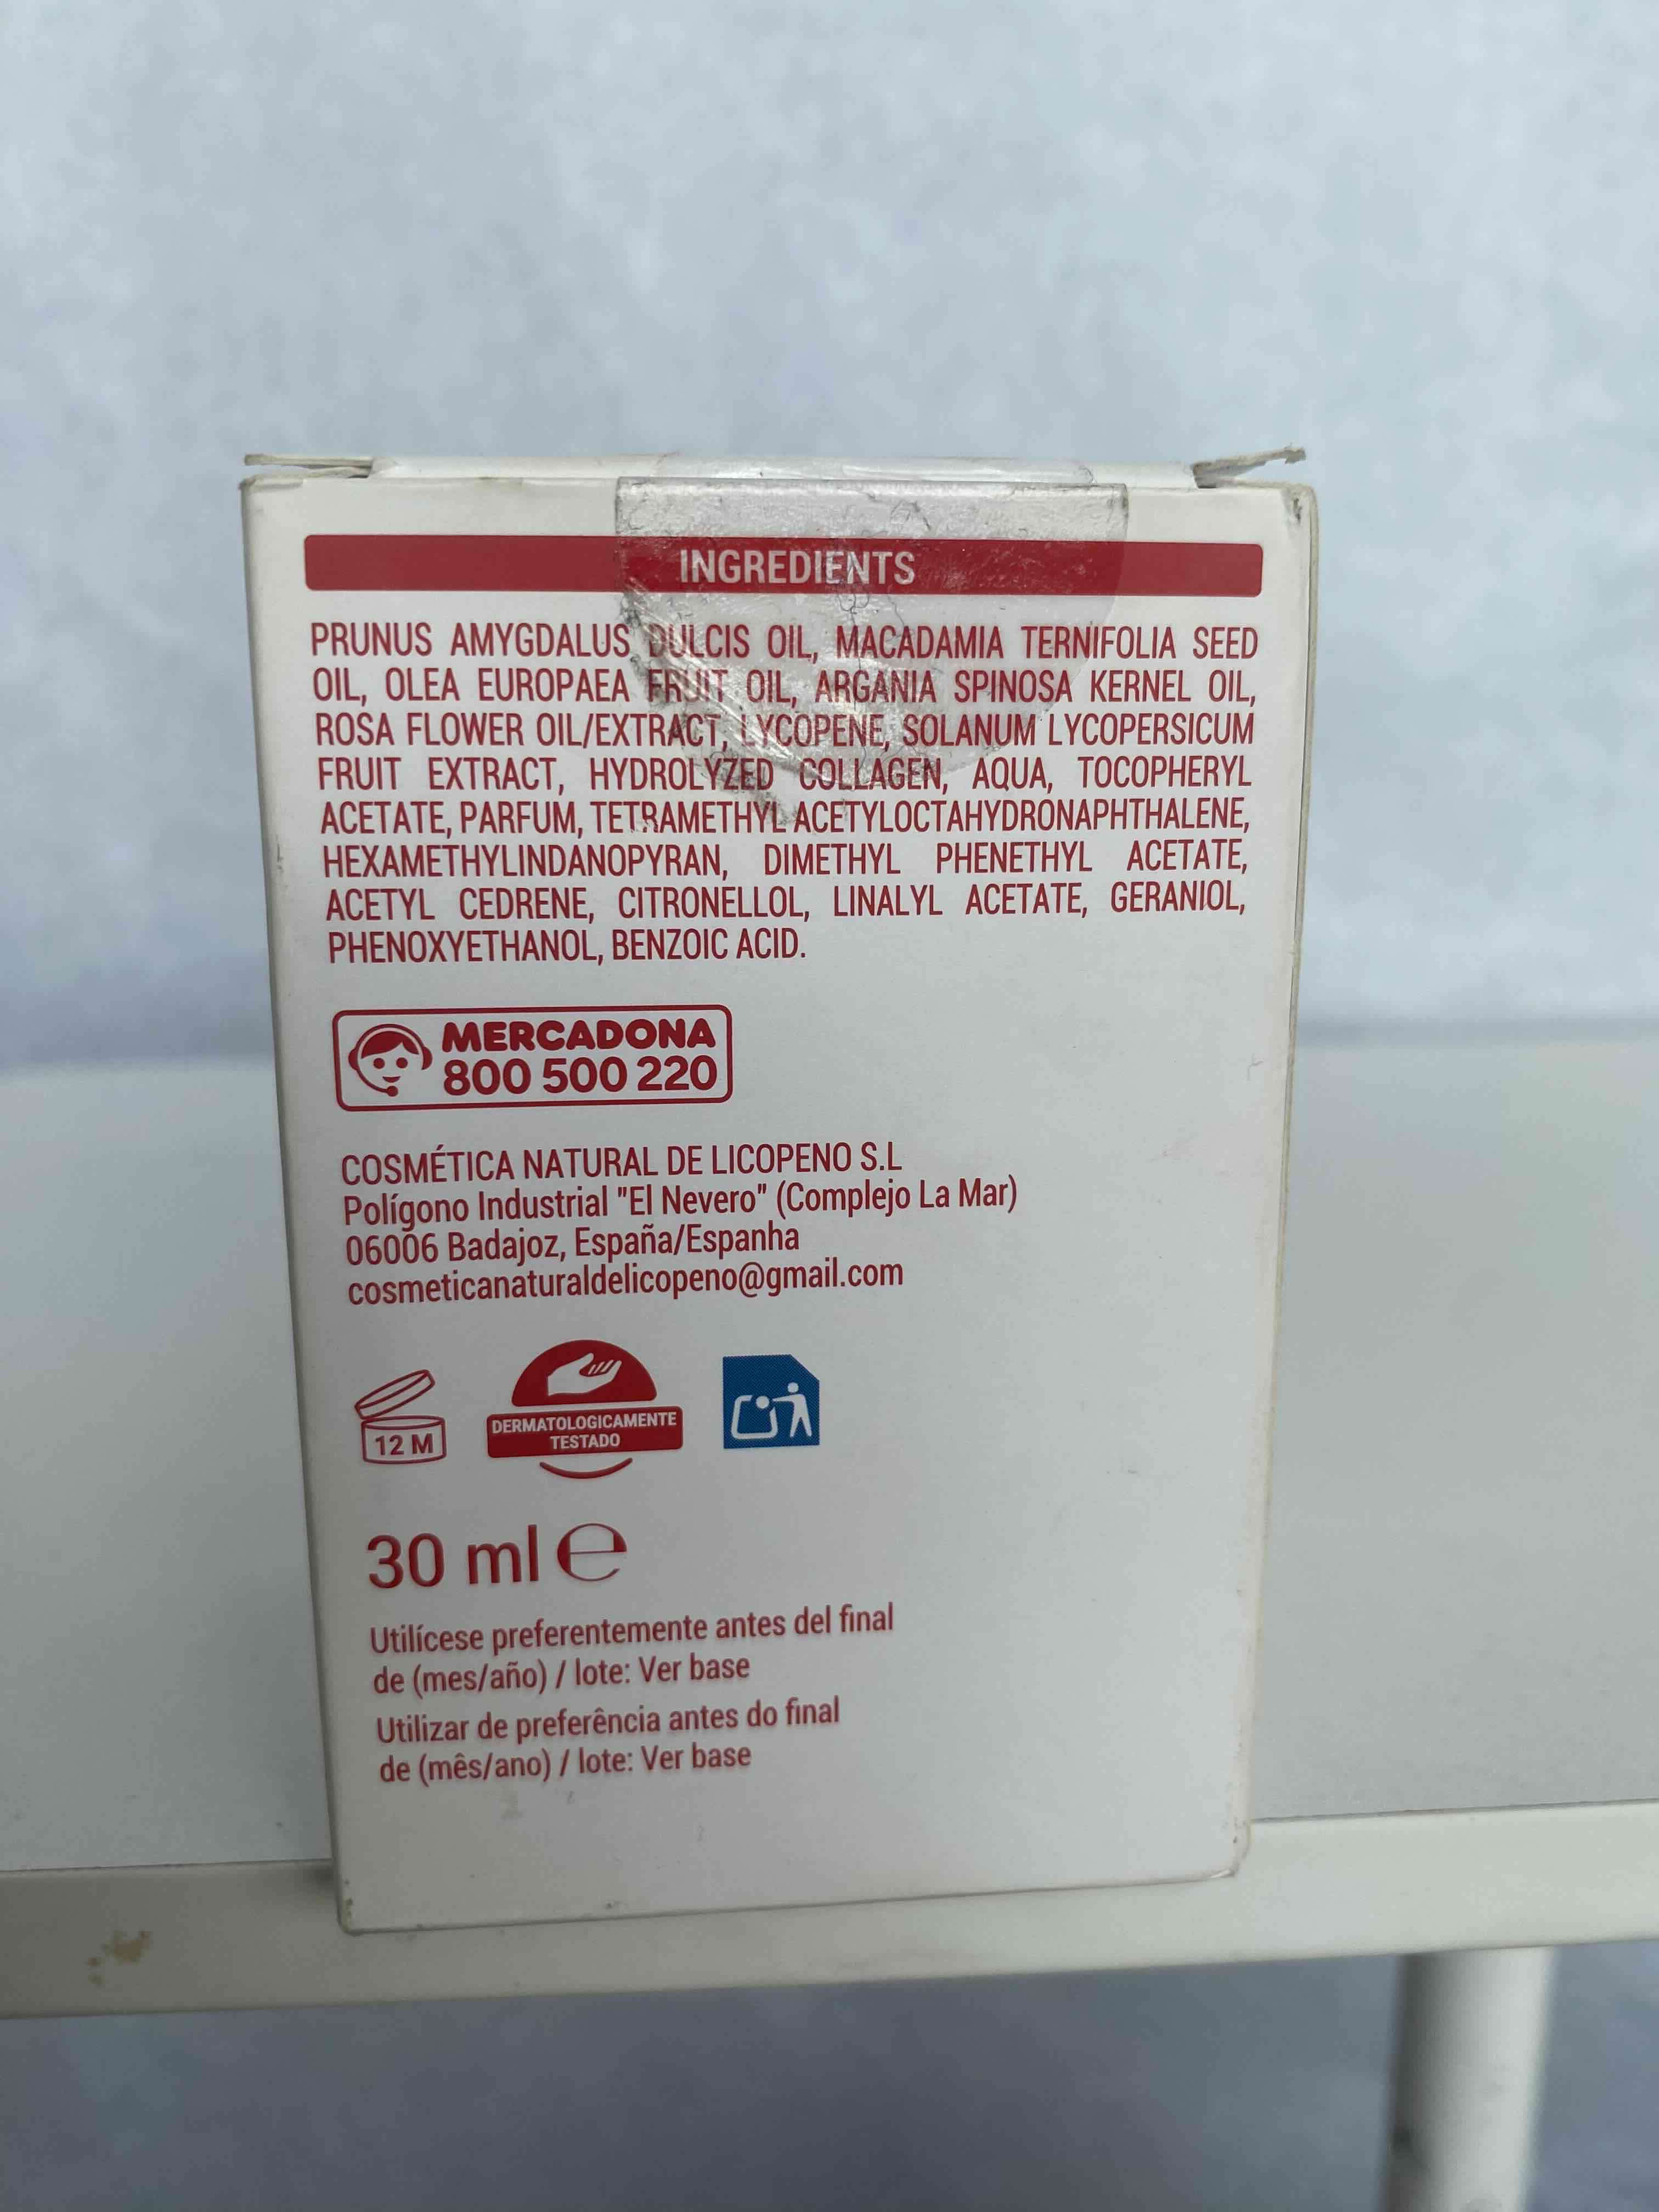 INGREDIENTS
PRUNUS AMYGDALUS DULCIS OIL, MACADAMIA TERNIFOLIA SEED
OIL, OLEA EUROPAEA FRUIT OIL, ARGANIA SPINOSA KERNEL OIL,
ROSA FLOWER OIL/EXTRACT, LYCOPENE, SOLANUM LYCOPERSICUM
FRUIT EXTRACT, HYDROLYZED COLLAGEN, AQUA, TOCOPHERYL
ACETATE, PARFUM, TETRAMETHYL ACETYLOCTAHYDRONAPHTHALENE,
HEXAMETHYLINDANOPYRAN, DIMETHYL PHENETHYL ACETATE,
ACETYL CEDRENE, CITRONELLOL, LINALYL ACETATE, GERANIOL,
PHENOXYETHANOL, BENZOIC ACID.
MERCADONA
800 500 220
COSMÉTICA NATURAL DE LICOPENO S.L
Polígono Industrial "El Nevero" (Complejo La Mar)
06006 Badajoz, España/Espanha
cosmeticanaturaldelicopeno@gmail.com
12 M
DERMATOLOGICAMENTE
TESTADO
30 ml ℮
Utilícese preferentemente antes del final
de (mes/año) / lote: Ver base
Utilizar de preferência antes do final
de (mês/ano) / lote: Ver base